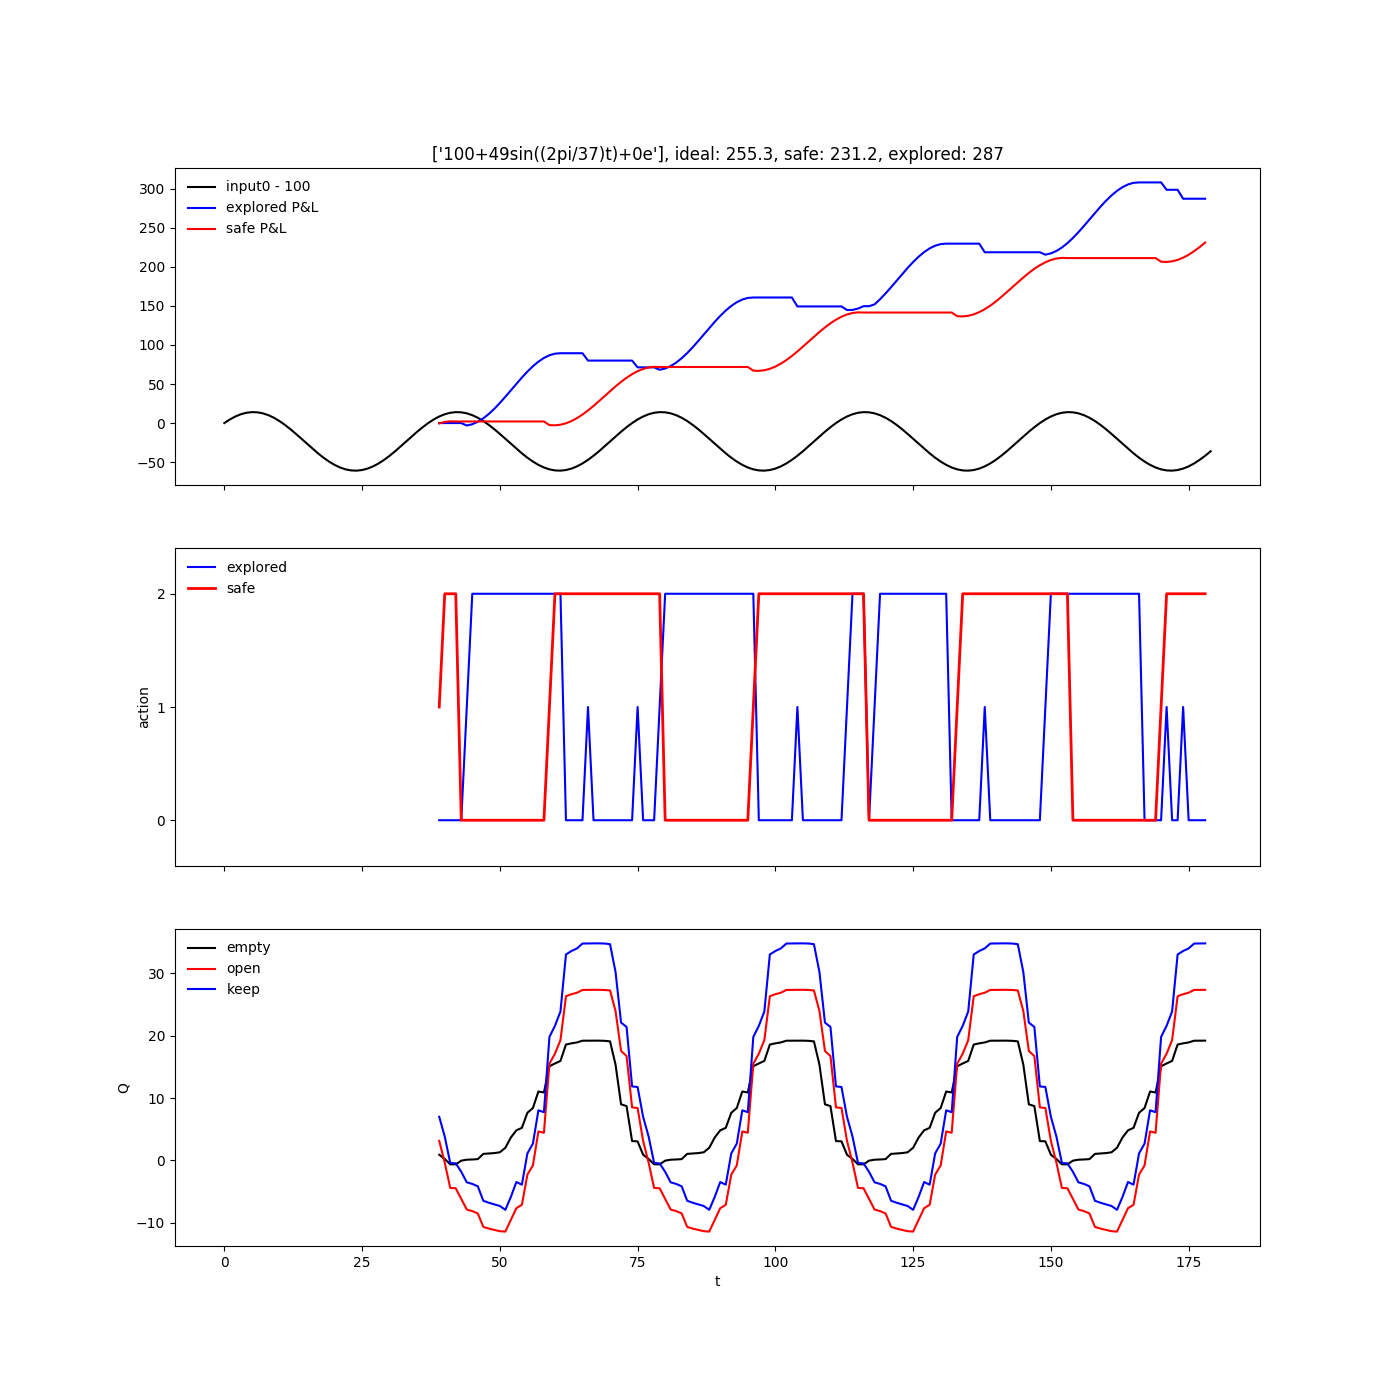 ['100+49sin((2pi/37)t)+0e'], ideal: 255.3, safe: 231.2, explored: 287
input0 - 100
explored P&L
safe P&L
300
250
200
150
100
50
0
−50
explored
safe
2
1
0
action
empty
open
keep
30
20
10
0
−10
Q
0 25 50 75 100 125 150 175
t